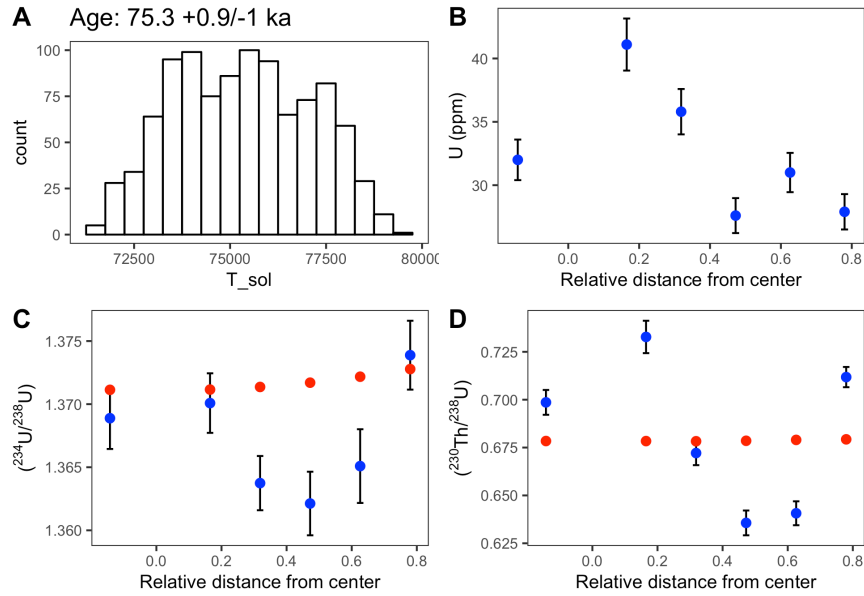 A Age: 75.3 +0.9/-1 ka
100
75
50
25
0
count
72500 75000 77500 80000
T_sol
B
40
35
30
U (ppm)
0.0 0.2 0.4 0.6 0.8
Relative distance from center
C
1.375
1.370
1.365
1.360
(²³⁴U/²³⁸U)
0.0 0.2 0.4 0.6 0.8
Relative distance from center
D
0.725
0.700
0.675
0.650
0.625
(²³⁰Th/²³⁸U)
0.0 0.2 0.4 0.6 0.8
Relative distance from center